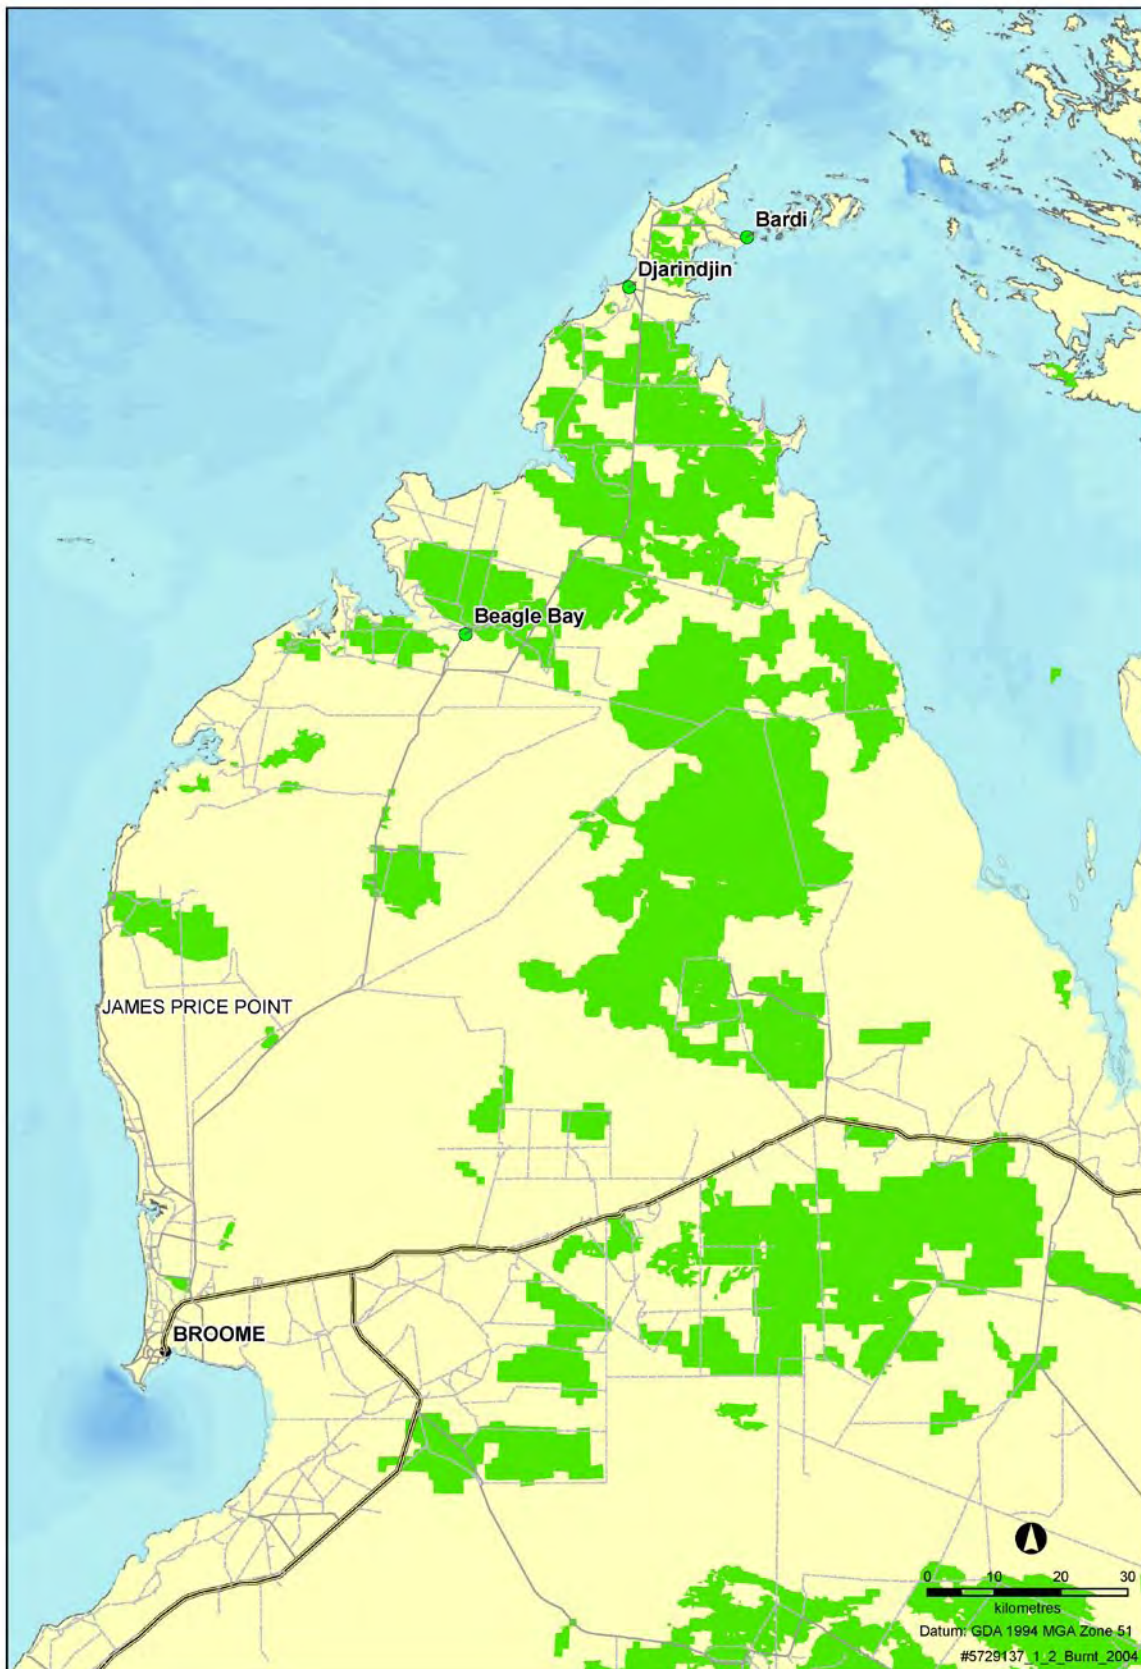 Bardi
Djarindjin
Beagle Bay
JAMES PRICE POINT
BROOME
0 10 20 30
kilometres
Datum: GDA 1994 MGA Zone 51
#5729137_1_2_Burnt_2004